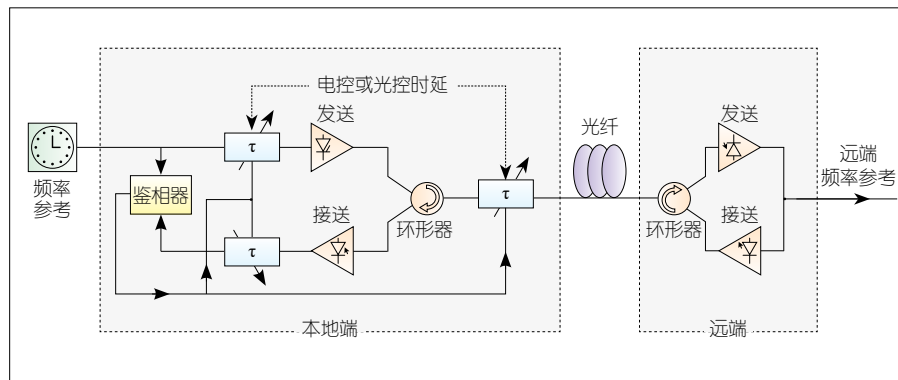 电控或光控时延
发送
τ
频率
参考
鉴相器
τ
接送
环形器
τ
光纤
本地端
发送
环形器
接送
远端
频率参考
远端